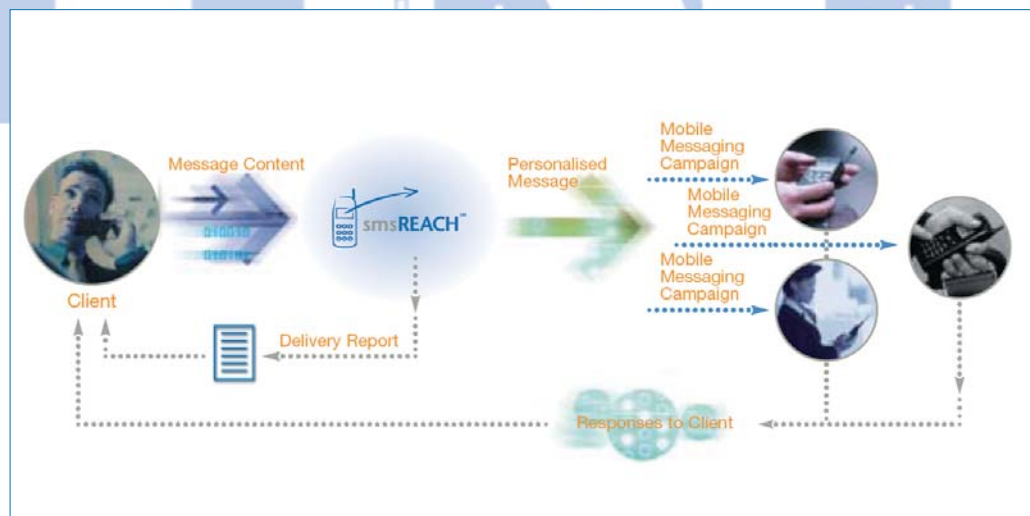 Message Content
smsREACH™
Personalised
Message
Mobile
Messaging
Campaign
Mobile
Messaging
Campaign
Mobile
Messaging
Campaign
Client
Delivery Report
Responses to Client